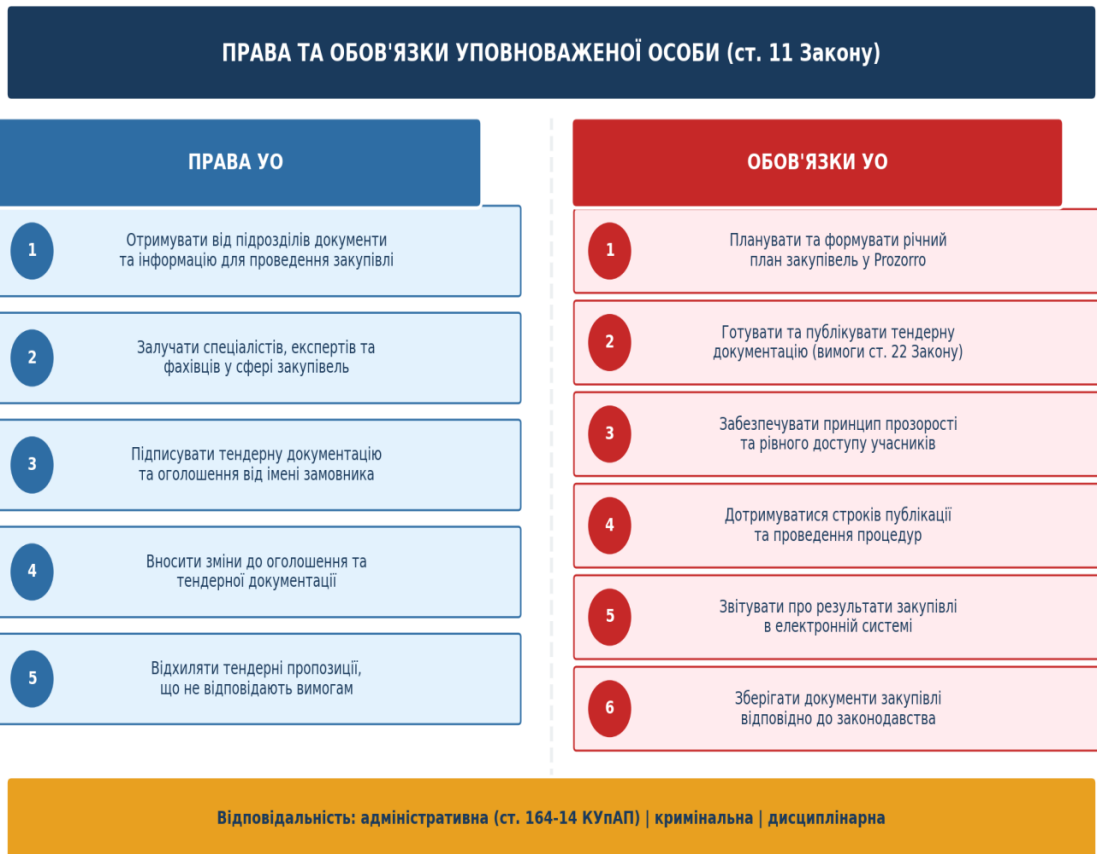 ПРАВА ТА ОБОВ'ЯЗКИ УПОВНОВАЖЕНОЇ ОСОБИ (ст. 11 Закону)
ПРАВА УО
1
Отримувати від підрозділів документи
та інформацію для проведення закупівлі
2
Залучати спеціалістів, експертів та
фахівців у сфері закупівель
3
Підписувати тендерну документацію
та оголошення від імені замовника
4
Вносити зміни до оголошення та
тендерної документації
5
Відхиляти тендерні пропозиції,
що не відповідають вимогам
ОБОВ'ЯЗКИ УО
1
Планувати та формувати річний
план закупівель у Prozorro
2
Готувати та публікувати тендерну
документацію (вимоги ст. 22 Закону)
3
Забезпечувати принцип прозорості
та рівного доступу учасників
4
Дотримуватися строків публікації
та проведення процедур
5
Звітувати про результати закупівлі
в електронній системі
6
Зберігати документи закупівлі
відповідно до законодавства
Відповідальність: адміністративна (ст. 164-14 КУпАП) | кримінальна | дисциплінарна